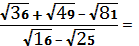 (√36 + √49 − √81) / (√16 − √25) =